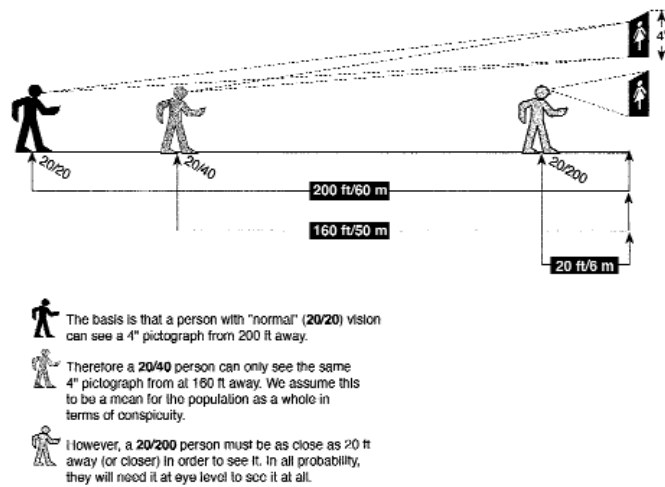 4"
20/20
20/40
20/200
200 ft/60 m
160 ft/50 m
20 ft/6 m
The basis is that a person with "normal" (20/20) vision
can see a 4" pictograph from 200 ft away.
Therefore a 20/40 person can only see the same
4" pictograph from at 160 ft away. We assume this
to be a mean for the population as a whole in
terms of conspicuity.
However, a 20/200 person must be as close as 20 ft
away (or closer) in order to see it. In all probability,
they will need it at eye level to see it at all.